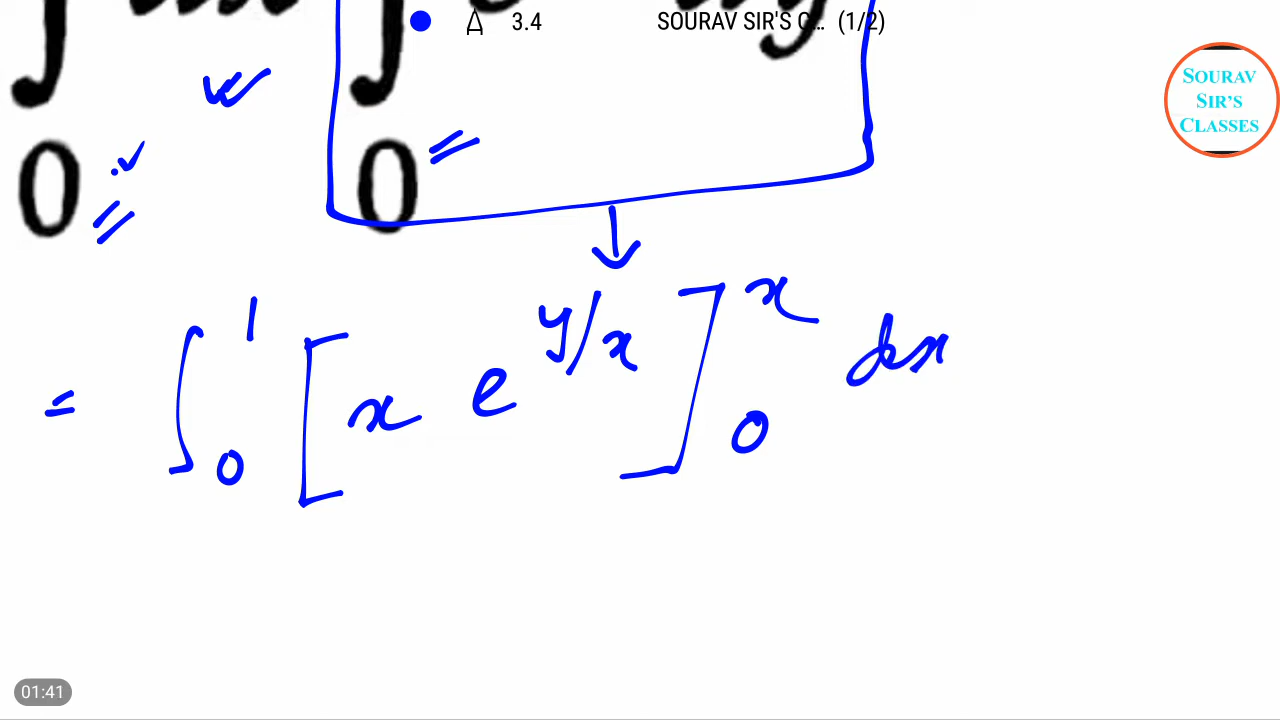 3.4 SOURAV SIR'S C... (1/2)
SOURAV
SIR'S
CLASSES
∫ ∫
0 0
= ∫₀¹ [x e^{y/x}]₀ˣ dx
01:41